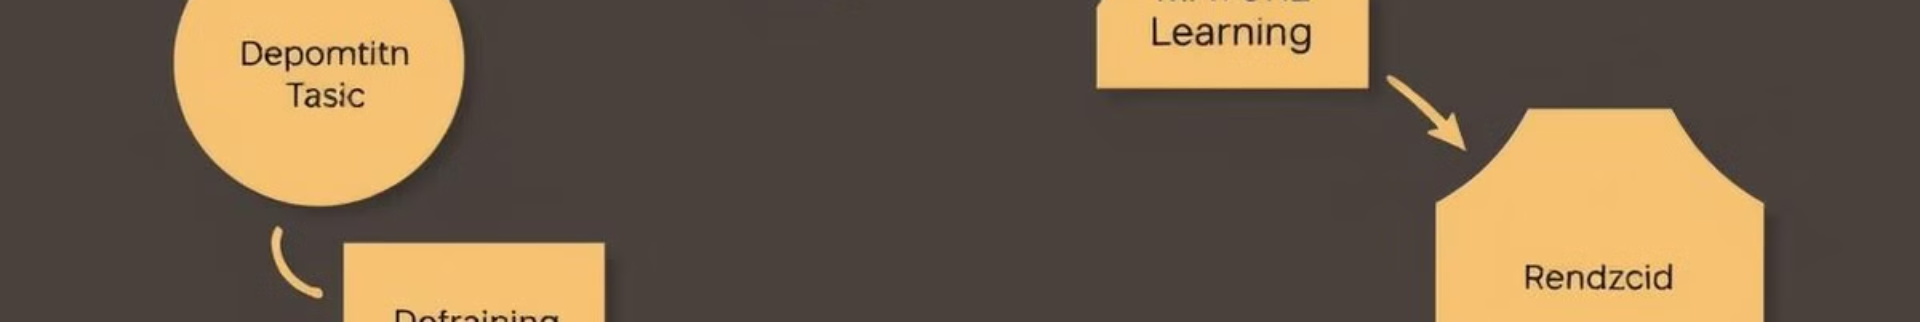 Depomtitn
Tasic
Learning
Rendzcid